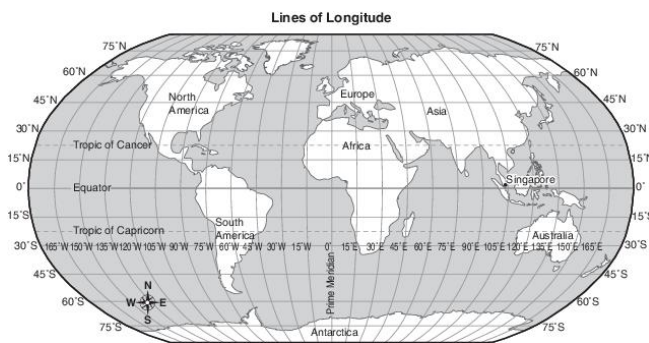 Lines of Longitude
75°N 75°N
60°N 60°N
45°N 45°N
30°N 30°N
15°N 15°N
0° 0°
15°S 15°S
30°S 30°S
45°S 45°S
60°S 60°S
75°S 75°S
North
America
Europe
Asia
Tropic of Cancer
Africa
Singapore
Equator
Tropic of Capricorn
South
America
Australia
165°W 150°W 135°W 120°W 105°W 90°W 75°W 60°W 45°W 30°W 15°W 0° 15°E 30°E 45°E 60°E 75°E 90°E 105°E 120°E 135°E 150°E 165°E
Prime Meridian
N
W E
S
Antarctica